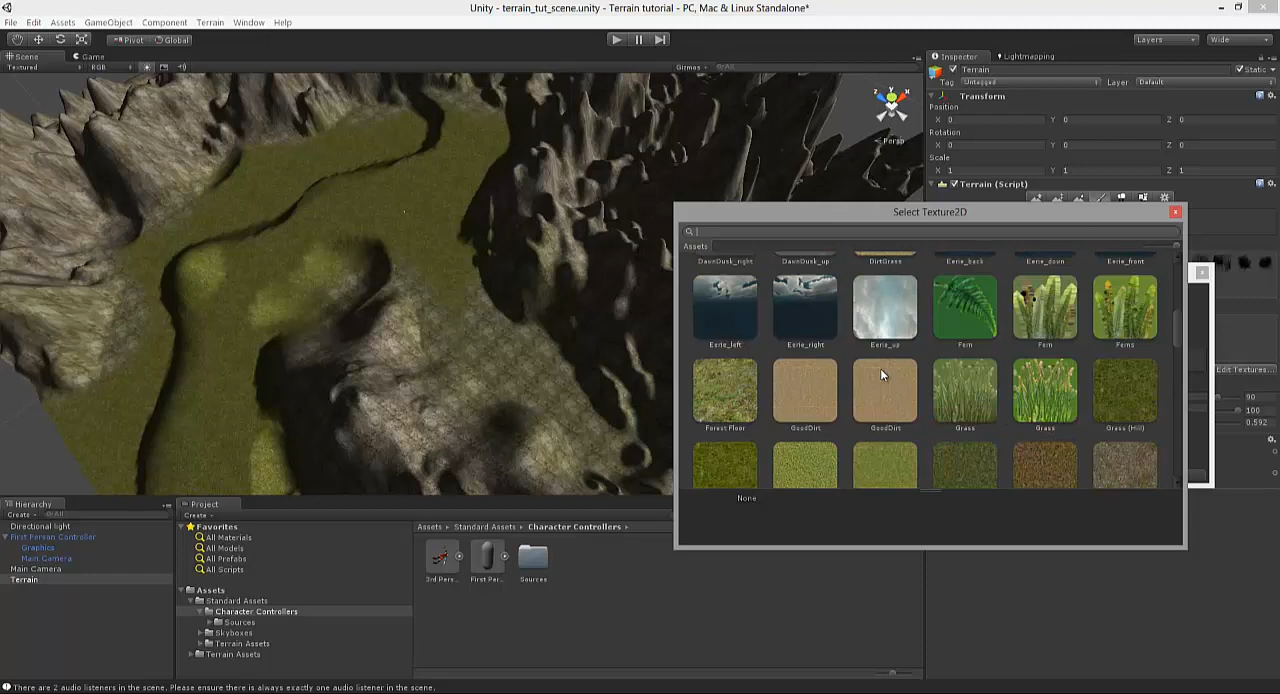 Unity - terrain_tut_scene.unity - Terrain tutorial - PC, Mac & Linux Standalone*
File Edit Assets GameObject Component Terrain Window Help
Pivot Global Layers Wide
Scene Game Inspector Lightmapping
Textured RGB Gizmos All
Terrain Static
Tag Untagged Layer Default
Transform
Position
X 0 Y 0 Z 0
Rotation
X 0 Y 0 Z 0
Scale
X 1 Y 1 Z 1
Terrain (Script)
y z x
Persp
Select Texture2D
Assets
DawnDusk_right DawnDusk_up DirtGrass Eerie_back Eerie_down Eerie_front
Eerie_left Eerie_right Eerie_up Fern Fern Ferns
Forest Floor GoodDirt GoodDirt Grass Grass Grass (Hill)
None
Edit Textures...
90
100
0.592
Hierarchy
Create All
Directional light
First Person Controller
Graphics
Main Camera
Main Camera
Terrain
Project
Create
Favorites
All Materials
All Models
All Prefabs
All Scripts
Assets
Standard Assets
Character Controllers
Sources
Skyboxes
Terrain Assets
Terrain Assets
Assets Standard Assets Character Controllers
3rd Pers... First Per... Sources
There are 2 audio listeners in the scene. Please ensure there is always exactly one audio listener in the scene.